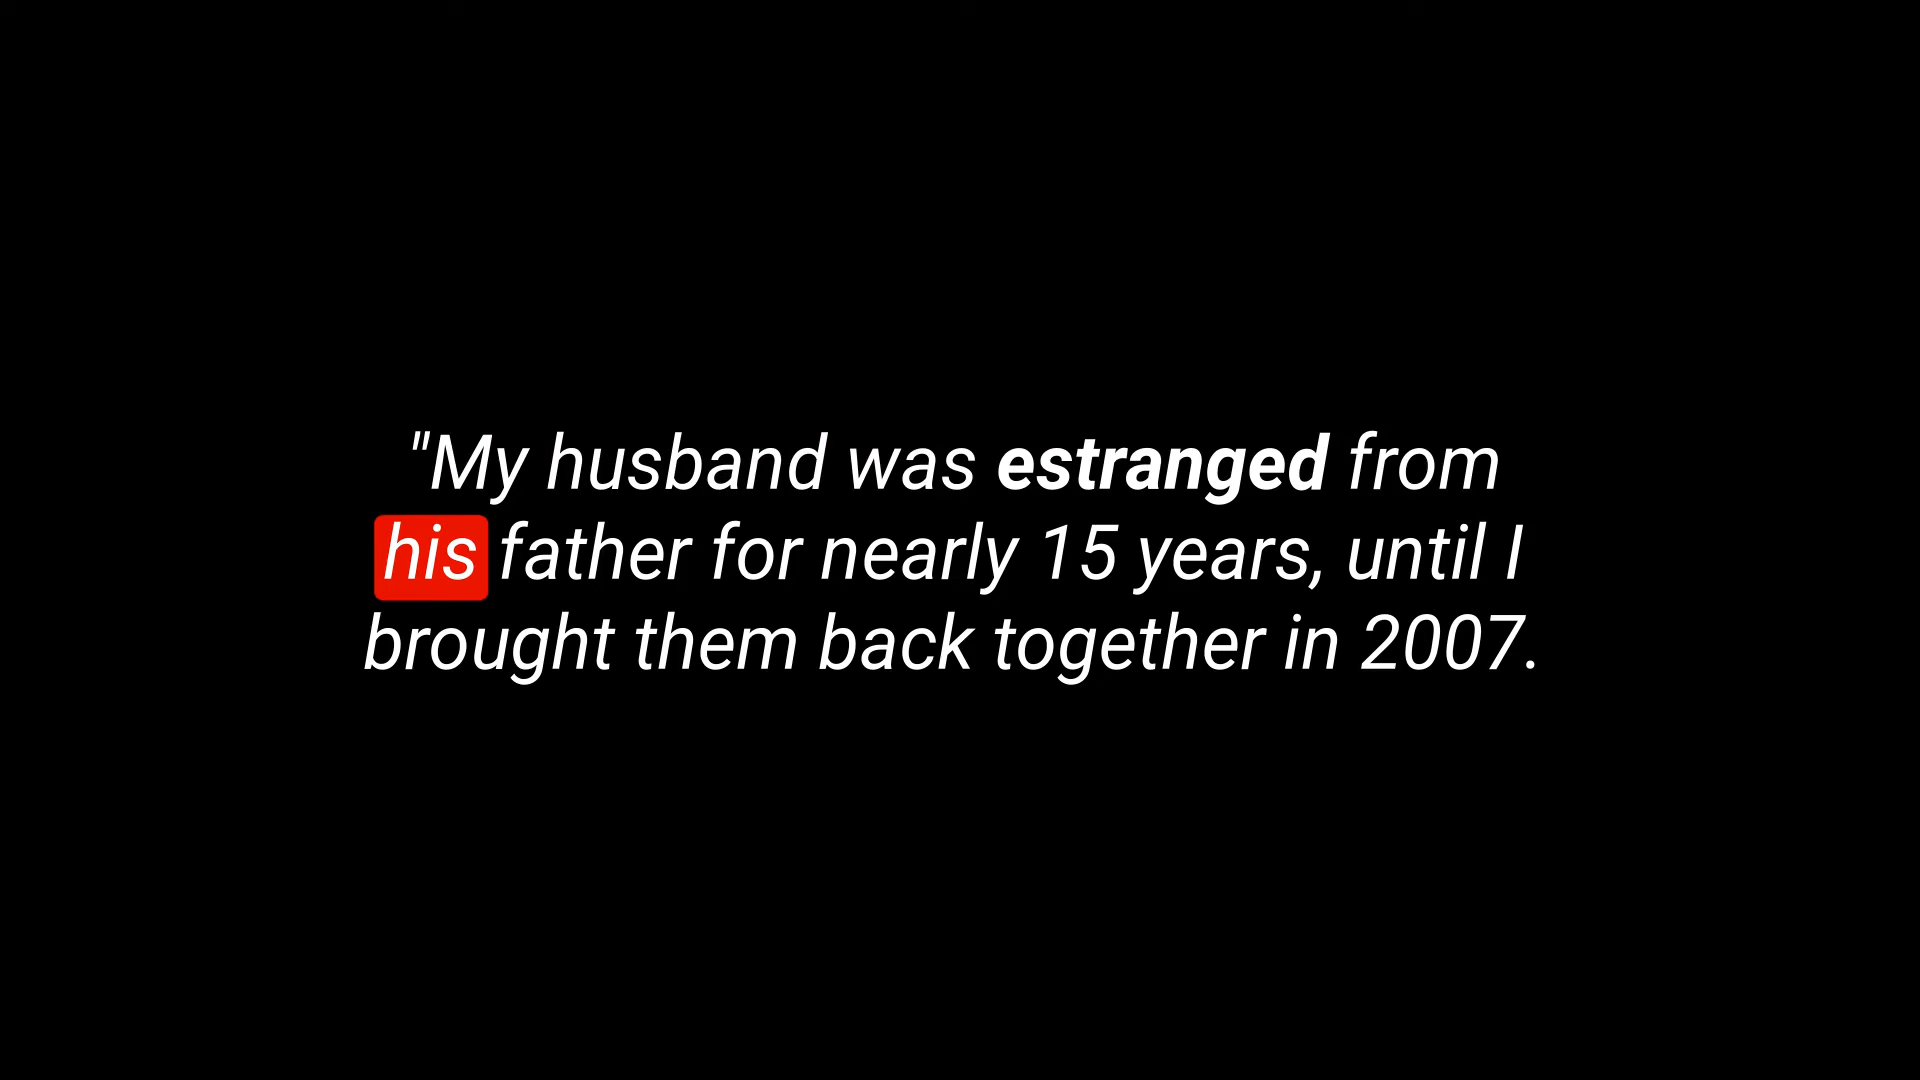 "My husband was estranged from
his father for nearly 15 years, until I
brought them back together in 2007.